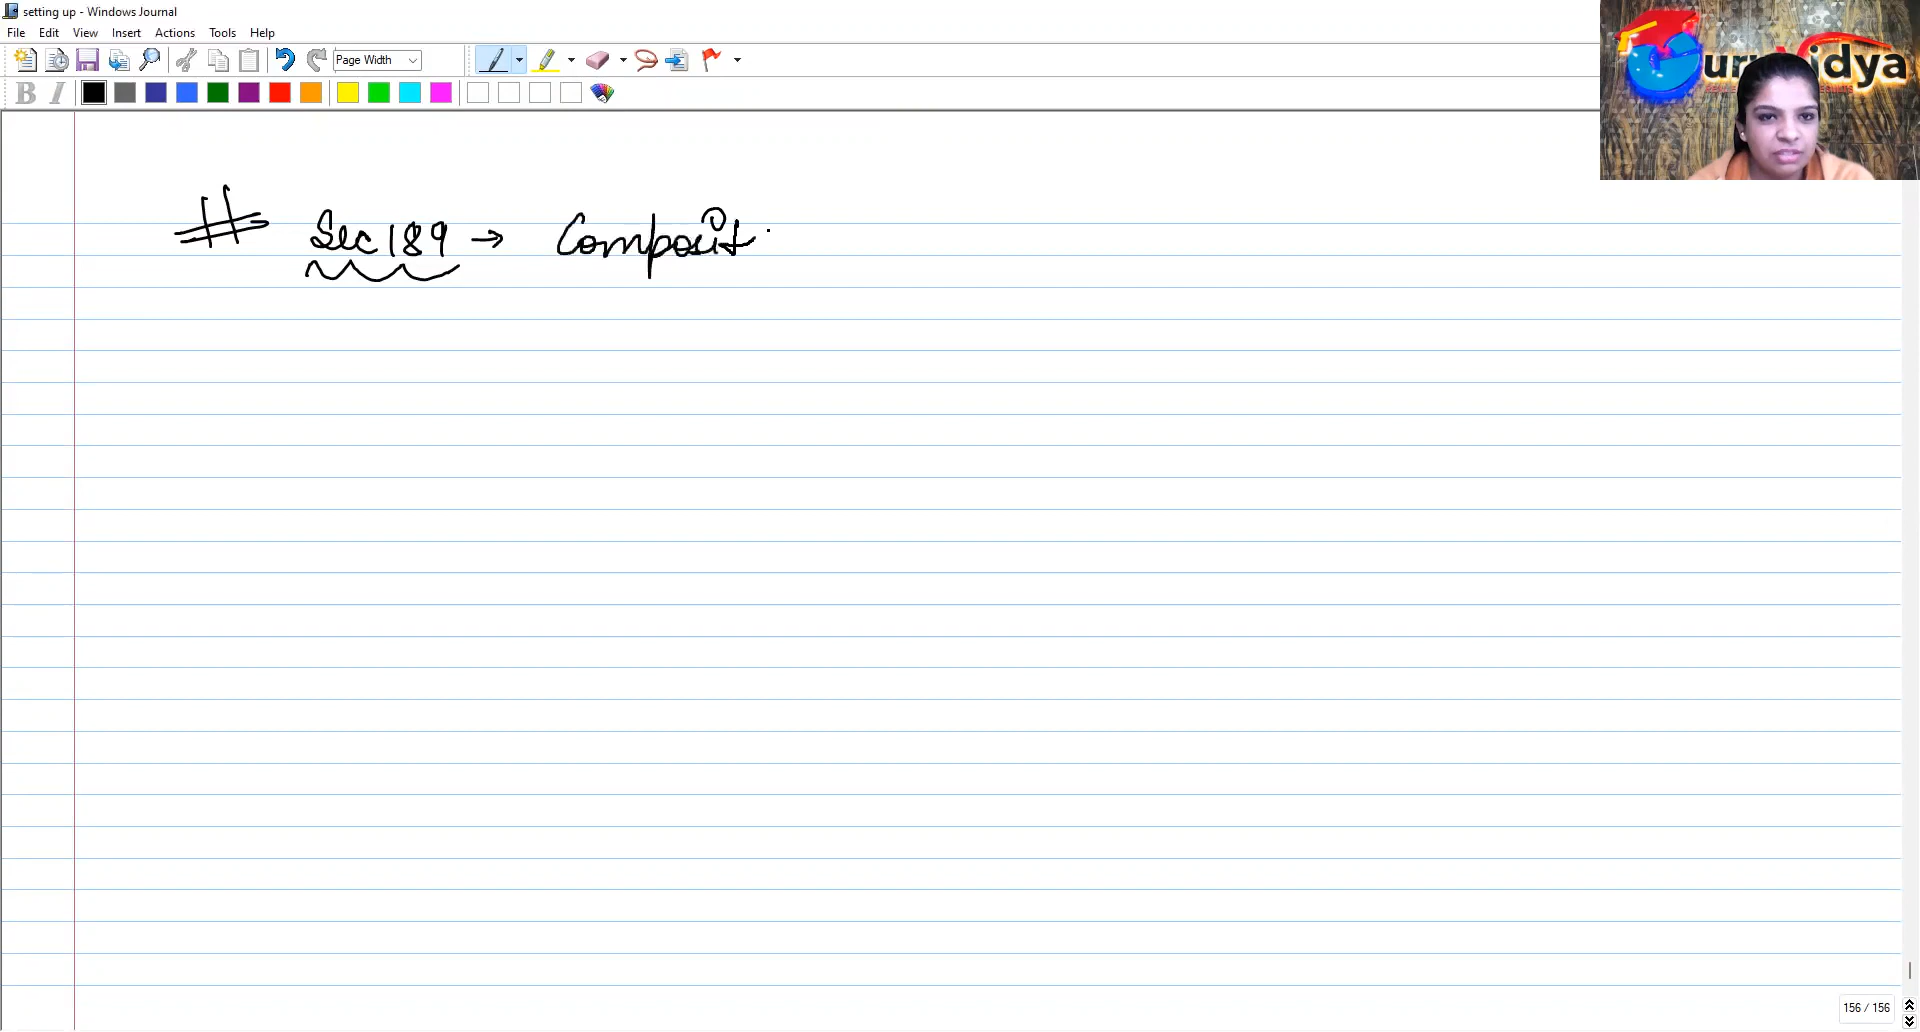 setting up - Windows Journal
File Edit View Insert Actions Tools Help
Page Width
B I
# Sec 189 → Composit
156 / 156